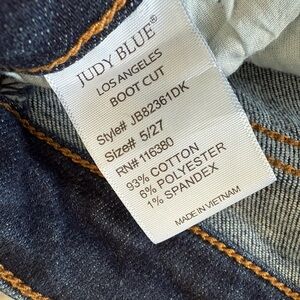 JUDY BLUE®
LOS ANGELES
BOOT CUT
Style# JB82361DK
Size# 5/27
RN# 116380
93% COTTON
6% POLYESTER
1% SPANDEX
MADE IN VIETNAM